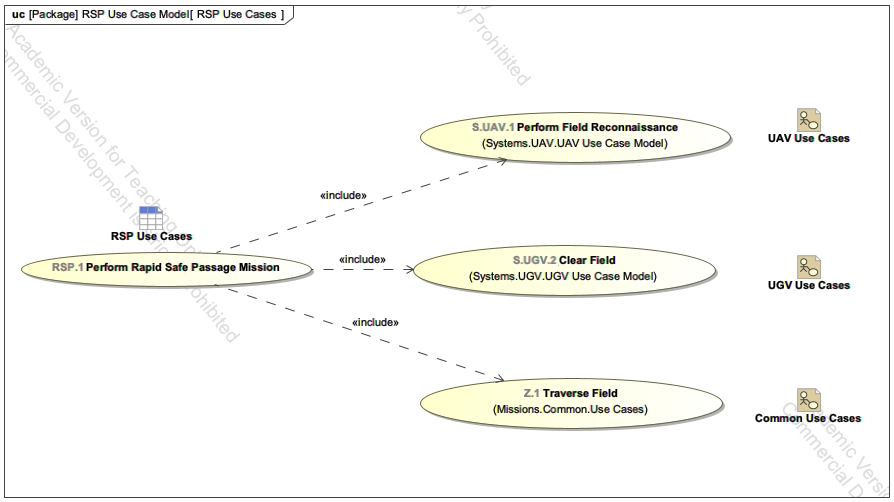 uc [Package] RSP Use Case Model[ RSP Use Cases ]
Academic Version for Teaching Only
Commercial Development is Prohibited
y Prohibited
S.UAV.1 Perform Field Reconnaissance
(Systems.UAV.UAV Use Case Model)
UAV Use Cases
«include»
RSP Use Cases
RSP.1 Perform Rapid Safe Passage Mission
«include»
S.UGV.2 Clear Field
(Systems.UGV.UGV Use Case Model)
UGV Use Cases
«include»
Z.1 Traverse Field
(Missions.Common.Use Cases)
Common Use Cases
Academic Versi
Commercial D